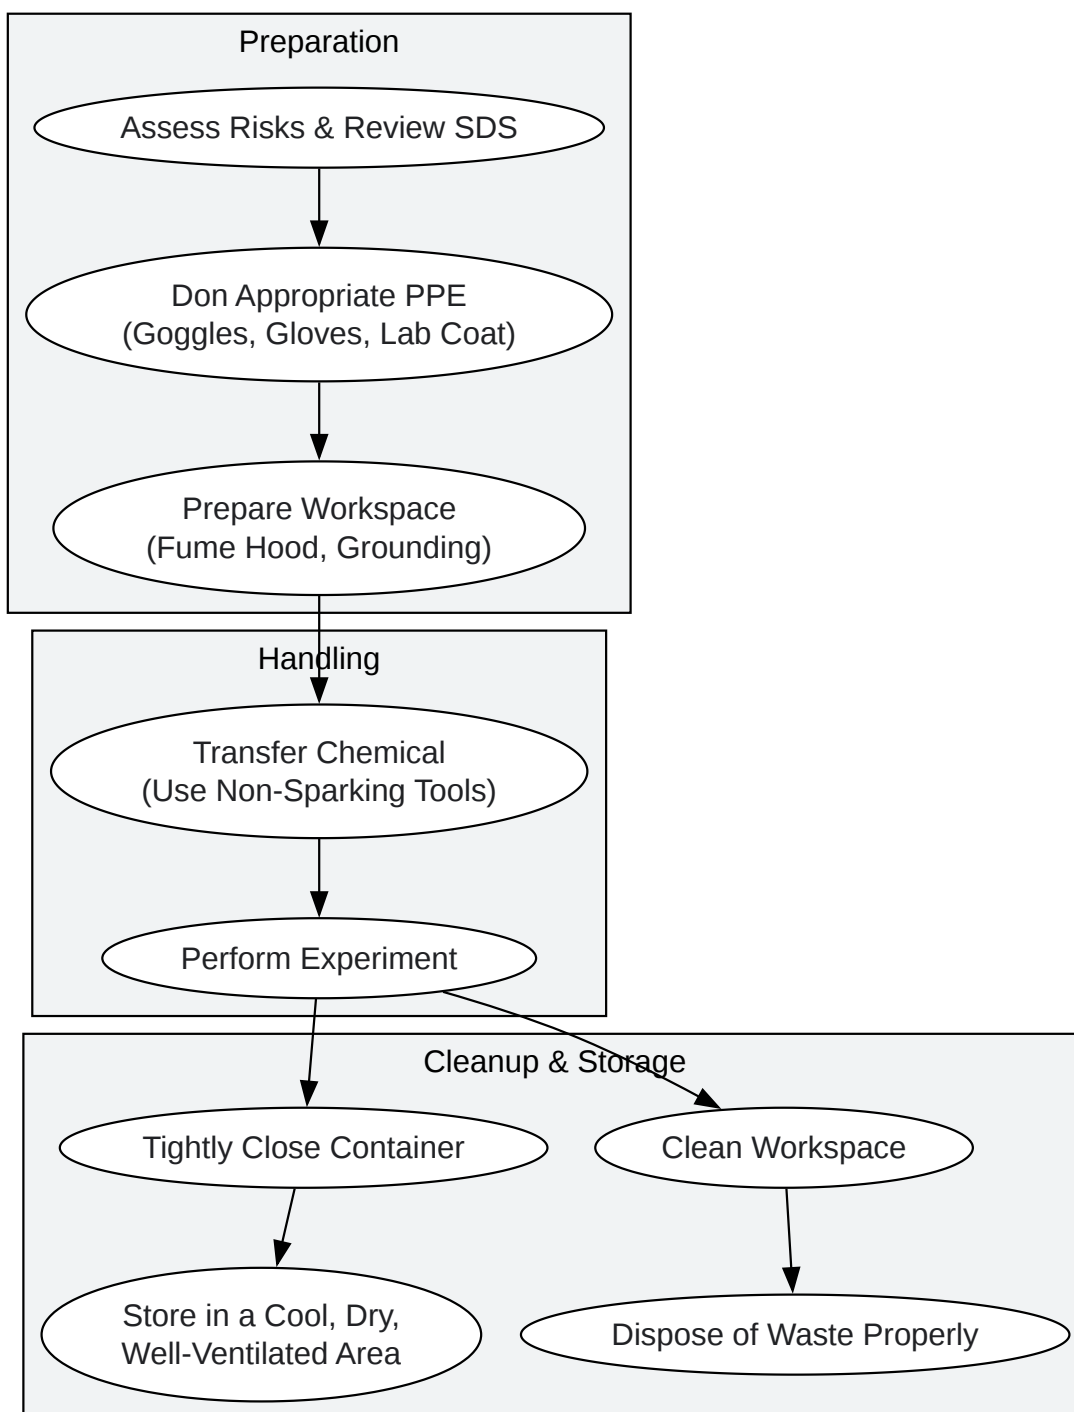 Preparation
Assess Risks & Review SDS
Don Appropriate PPE
(Goggles, Gloves, Lab Coat)
Prepare Workspace
(Fume Hood, Grounding)
Handling
Transfer Chemical
(Use Non-Sparking Tools)
Perform Experiment
Cleanup & Storage
Tightly Close Container
Clean Workspace
Store in a Cool, Dry,
Well-Ventilated Area
Dispose of Waste Properly